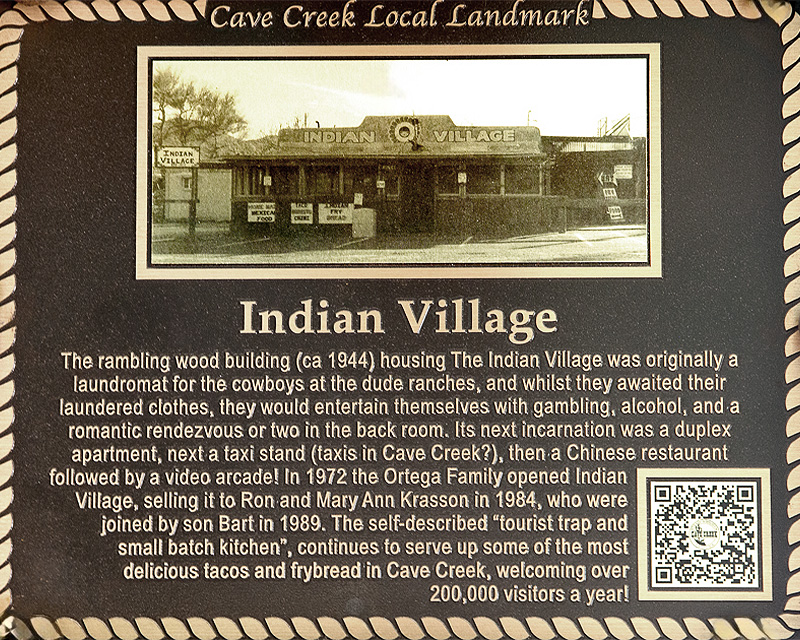 Cave Creek Local Landmark
INDIAN VILLAGE
INDIAN
VILLAGE
MEXICAN
FOOD
INDIAN
FRY
BREAD
Indian Village
The rambling wood building (ca 1944) housing The Indian Village was originally a
laundromat for the cowboys at the dude ranches, and whilst they awaited their
laundered clothes, they would entertain themselves with gambling, alcohol, and a
romantic rendezvous or two in the back room. Its next incarnation was a duplex
apartment, next a taxi stand (taxis in Cave Creek?), then a Chinese restaurant
followed by a video arcade! In 1972 the Ortega Family opened Indian
Village, selling it to Ron and Mary Ann Krasson in 1984, who were
joined by son Bart in 1989. The self-described “tourist trap and
small batch kitchen”, continues to serve up some of the most
delicious tacos and frybread in Cave Creek, welcoming over
200,000 visitors a year!